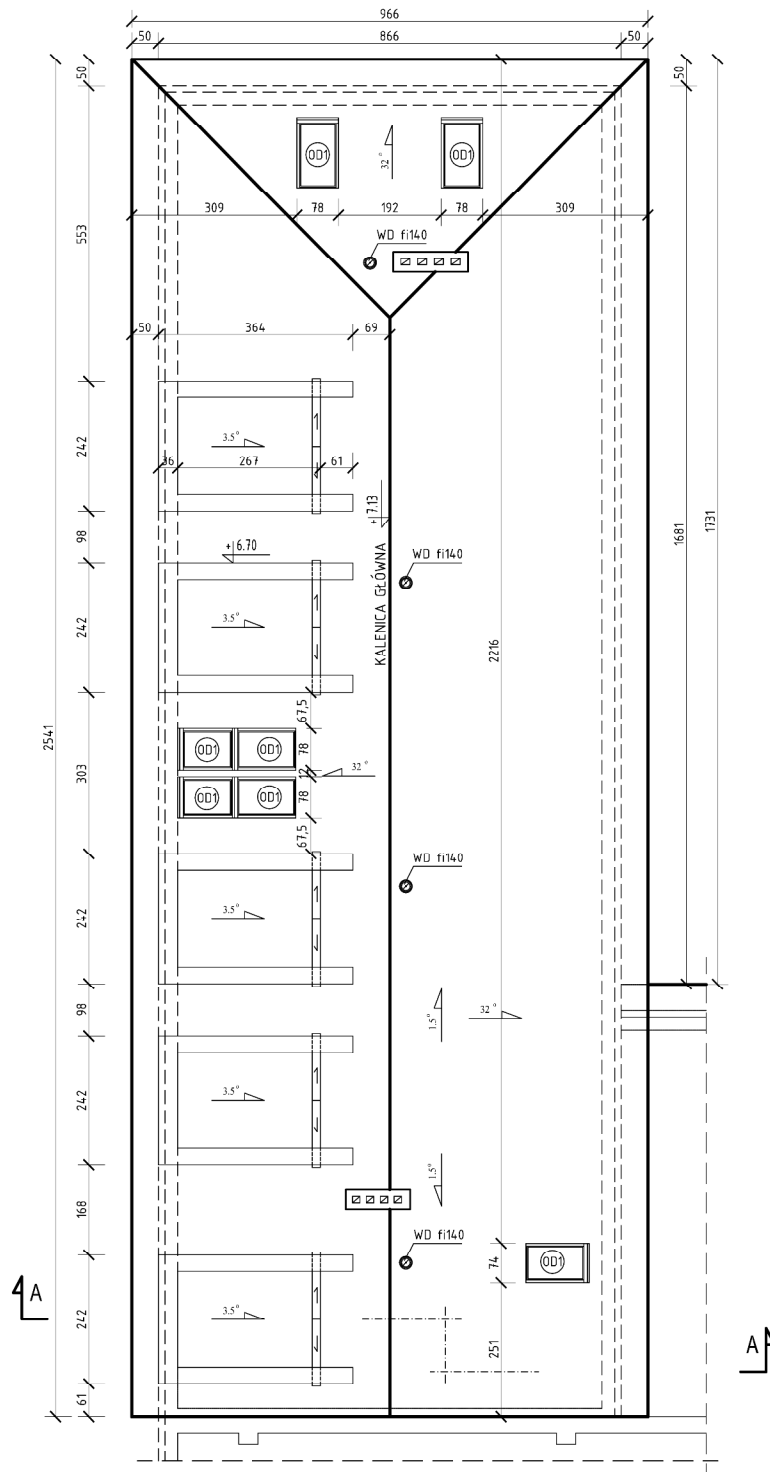 966
50 866 50
50
50
OD1
OD1
32°
309 78 192 78 309
553
WD fi140
50 364 69
242
3.5°
36 267 61
+7.13
98
+6.70
1681
1731
WD fi140
KALENICA GŁÓWNA
242
3.5°
2216
67,5
2541
303
OD1
OD1
78
12
32°
OD1
OD1
78
67,5
WD fi140
242
3.5°
98
1.5°
32°
242
3.5°
1.5°
168
WD fi140
74
OD1
A
242
3.5°
251
A
61